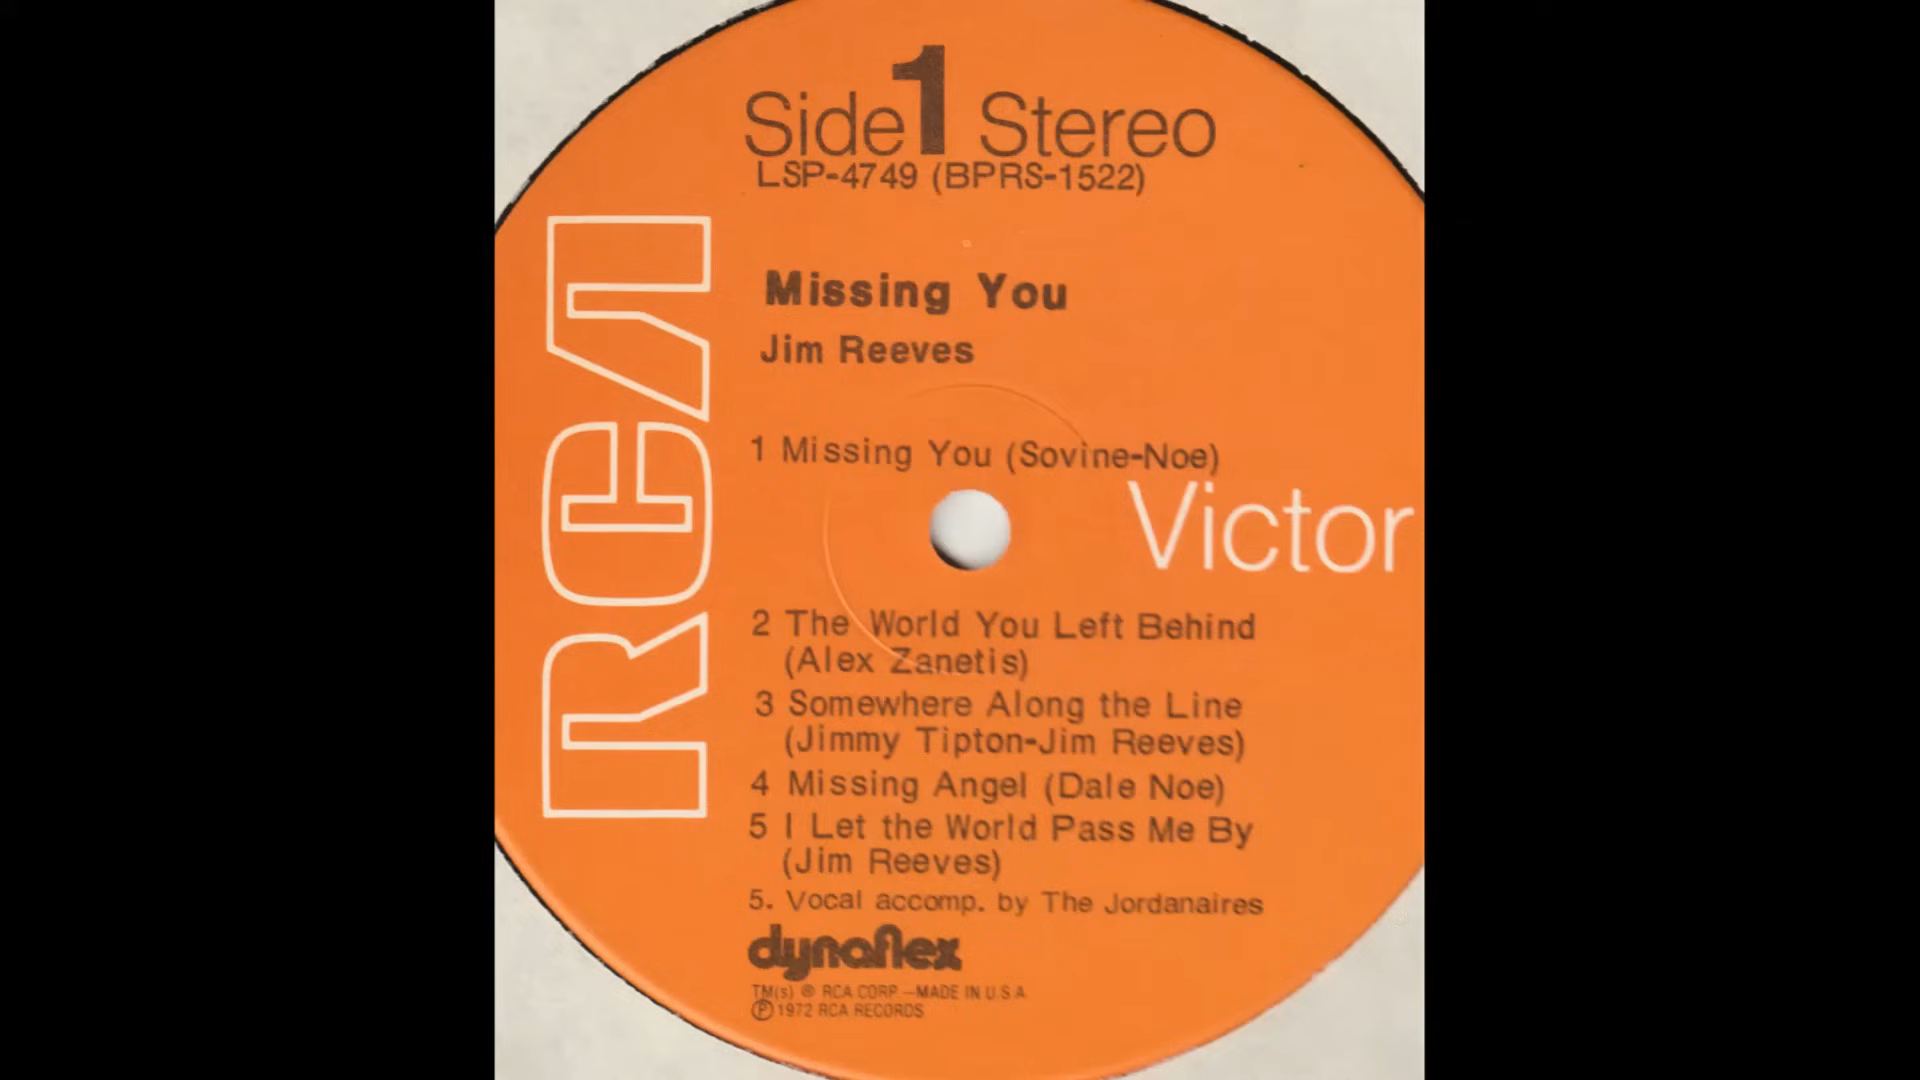 Side 1 Stereo
LSP-4749 (BPRS-1522)
RCA
Missing You
Jim Reeves
1 Missing You (Sovine-Noe)
Victor
2 The World You Left Behind
(Alex Zanetis)
3 Somewhere Along the Line
(Jimmy Tipton-Jim Reeves)
4 Missing Angel (Dale Noe)
5 I Let the World Pass Me By
(Jim Reeves)
5. Vocal accomp. by The Jordanaires
dynaflex
TM(s) ® RCA CORP.—MADE IN U.S.A
Ⓟ 1972 RCA RECORDS